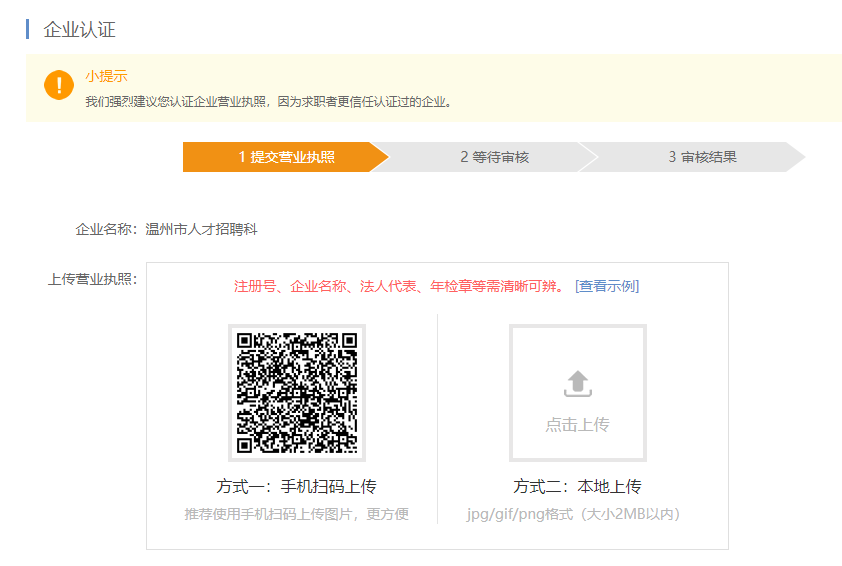 企业认证
小提示
我们强烈建议您认证企业营业执照，因为求职者更信任认证过的企业。
1 提交营业执照
2 等待审核
3 审核结果
企业名称：温州市人才招聘科
上传营业执照：
注册号、企业名称、法人代表、年检章等需清晰可辨。 [查看示例]
点击上传
方式一：手机扫码上传
方式二：本地上传
推荐使用手机扫码上传图片，更方便
jpg/gif/png格式（大小2MB以内）